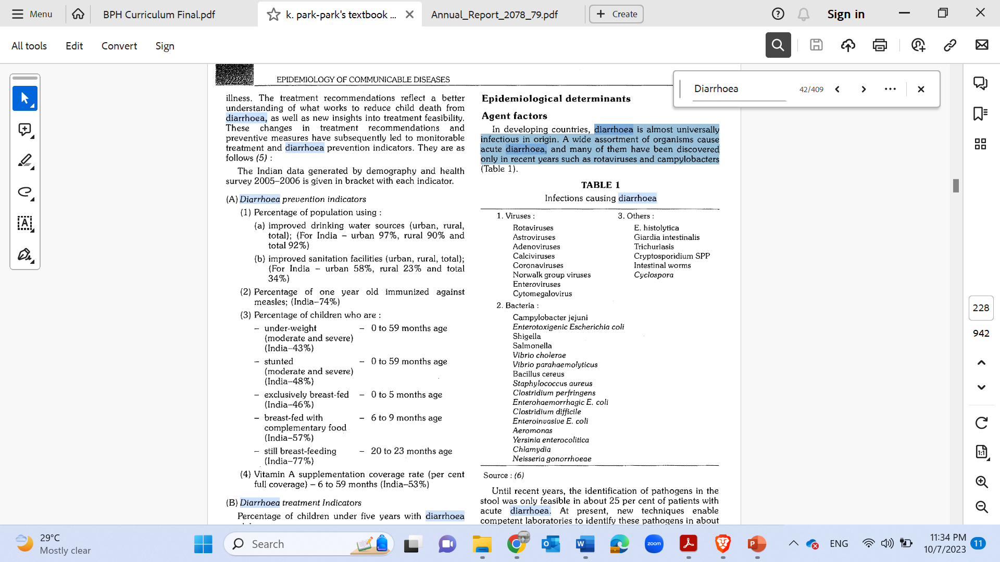 Menu
BPH Curriculum Final.pdf
k. park-park's textbook ...
Annual_Report_2078_79.pdf
Create
Sign in
All tools
Edit
Convert
Sign
Diarrhoea
42/409
222
EPIDEMIOLOGY OF COMMUNICABLE DISEASES
illness. The treatment recommendations reflect a better
understanding of what works to reduce child death from
diarrhoea, as well as new insights into treatment feasibility.
These changes in treatment recommendations and
preventive measures have subsequently led to monitorable
treatment and diarrhoea prevention indicators. They are as
follows (5) :
The Indian data generated by demography and health
survey 2005–2006 is given in bracket with each indicator.
(A) Diarrhoea prevention indicators
(1) Percentage of population using :
(a) improved drinking water sources (urban, rural,
total); (For India – urban 97%, rural 90% and
total 92%)
(b) improved sanitation facilities (urban, rural, total);
(For India – urban 58%, rural 23% and total
34%)
(2) Percentage of one year old immunized against
measles; (India–74%)
(3) Percentage of children who are :
– under-weight – 0 to 59 months age
(moderate and severe)
(India–43%)
– stunted – 0 to 59 months age
(moderate and severe)
(India–48%)
– exclusively breast-fed – 0 to 5 months age
(India–46%)
– breast-fed with – 6 to 9 months age
complementary food
(India–57%)
– still breast-feeding – 20 to 23 months age
(India–77%)
(4) Vitamin A supplementation coverage rate (per cent
full coverage) – 6 to 59 months (India–53%)
(B) Diarrhoea treatment Indicators
Percentage of children under five years with diarrhoea
Epidemiological determinants
Agent factors
In developing countries, diarrhoea is almost universally
infectious in origin. A wide assortment of organisms cause
acute diarrhoea, and many of them have been discovered
only in recent years such as rotaviruses and campylobacters
(Table 1).
TABLE 1
Infections causing diarrhoea
1. Viruses :
Rotaviruses
Astroviruses
Adenoviruses
Calciviruses
Coronaviruses
Norwalk group viruses
Enteroviruses
Cytomegalovirus
2. Bacteria :
Campylobacter jejuni
Enterotoxigenic Escherichia coli
Shigella
Salmonella
Vibrio cholerae
Vibrio parahaemolyticus
Bacillus cereus
Staphylococcus aureus
Clostridium perfringens
Enterohaemorrhagic E. coli
Clostridium difficile
Enteroinvasive E. coli
Aeromonas
Yersinia enterocolitica
Chlamydia
Neisseria gonorrhoeae
3. Others :
E. histolytica
Giardia intestinalis
Trichuriasis
Cryptosporidium SPP
Intestinal worms
Cyclospora
Source : (6)
Until recent years, the identification of pathogens in the
stool was only feasible in about 25 per cent of patients with
acute diarrhoea. At present, new techniques enable
competent laboratories to identify these pathogens in about
228
942
29°C
Mostly clear
Search
zoom
ENG
11:34 PM
10/7/2023
11